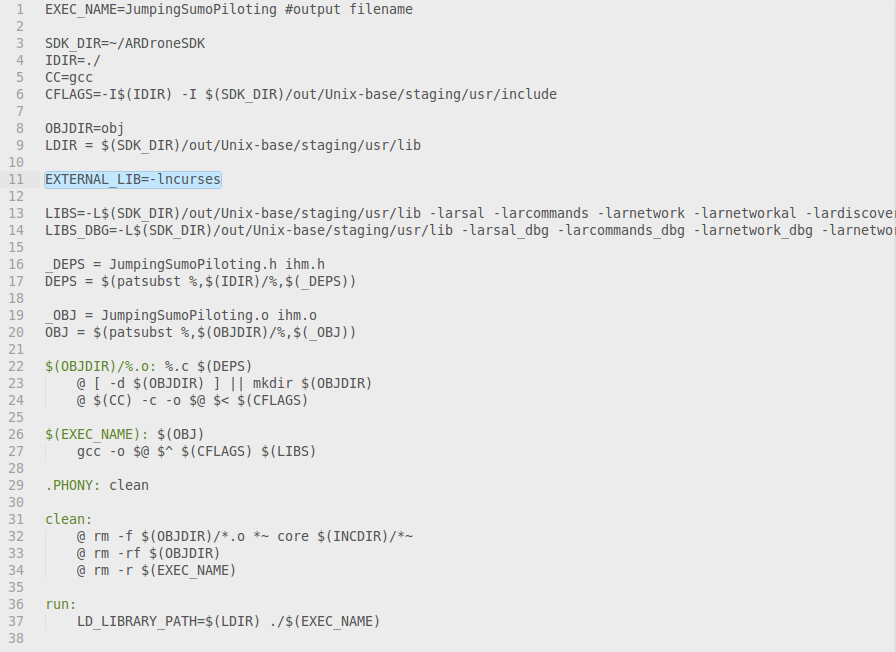 1 EXEC_NAME=JumpingSumoPiloting #output filename
2
3 SDK_DIR=~/ARDroneSDK
4 IDIR=./
5 CC=gcc
6 CFLAGS=-I$(IDIR) -I $(SDK_DIR)/out/Unix-base/staging/usr/include
7
8 OBJDIR=obj
9 LDIR = $(SDK_DIR)/out/Unix-base/staging/usr/lib
10
11 EXTERNAL_LIB=-lncurses
12
13 LIBS=-L$(SDK_DIR)/out/Unix-base/staging/usr/lib -larsal -larcommands -larnetwork -larnetworkal -lardiscove
14 LIBS_DBG=-L$(SDK_DIR)/out/Unix-base/staging/usr/lib -larsal_dbg -larcommands_dbg -larnetwork_dbg -larnetwo
15
16 _DEPS = JumpingSumoPiloting.h ihm.h
17 DEPS = $(patsubst %,$(IDIR)/%,$(_DEPS))
18
19 _OBJ = JumpingSumoPiloting.o ihm.o
20 OBJ = $(patsubst %,$(OBJDIR)/%,$(_OBJ))
21
22 $(OBJDIR)/%.o: %.c $(DEPS)
23     @ [ -d $(OBJDIR) ] || mkdir $(OBJDIR)
24     @ $(CC) -c -o $@ $< $(CFLAGS)
25
26 $(EXEC_NAME): $(OBJ)
27     gcc -o $@ $^ $(CFLAGS) $(LIBS)
28
29 .PHONY: clean
30
31 clean:
32     @ rm -f $(OBJDIR)/*.o *~ core $(INCDIR)/*~
33     @ rm -rf $(OBJDIR)
34     @ rm -r $(EXEC_NAME)
35
36 run:
37     LD_LIBRARY_PATH=$(LDIR) ./$(EXEC_NAME)
38